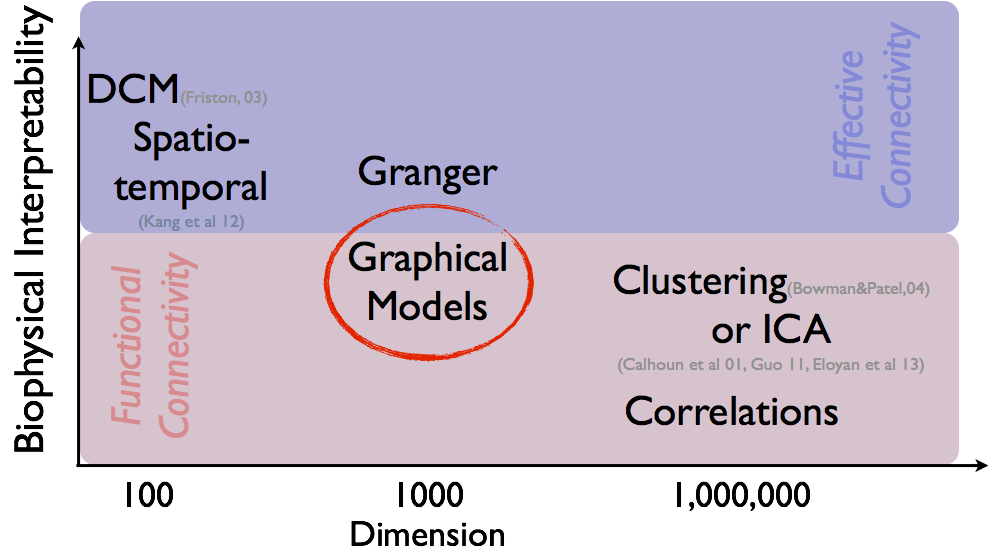 Biophysical Interpretability
DCM(Friston, 03)
Spatio-
temporal
(Kang et al 12)
Granger
Effective
Connectivity
Functional
Connectivity
Graphical
Models
Clustering(Bowman&Patel,04)
or ICA
(Calhoun et al 01, Guo 11, Eloyan et al 13)
Correlations
100
1000
1,000,000
Dimension